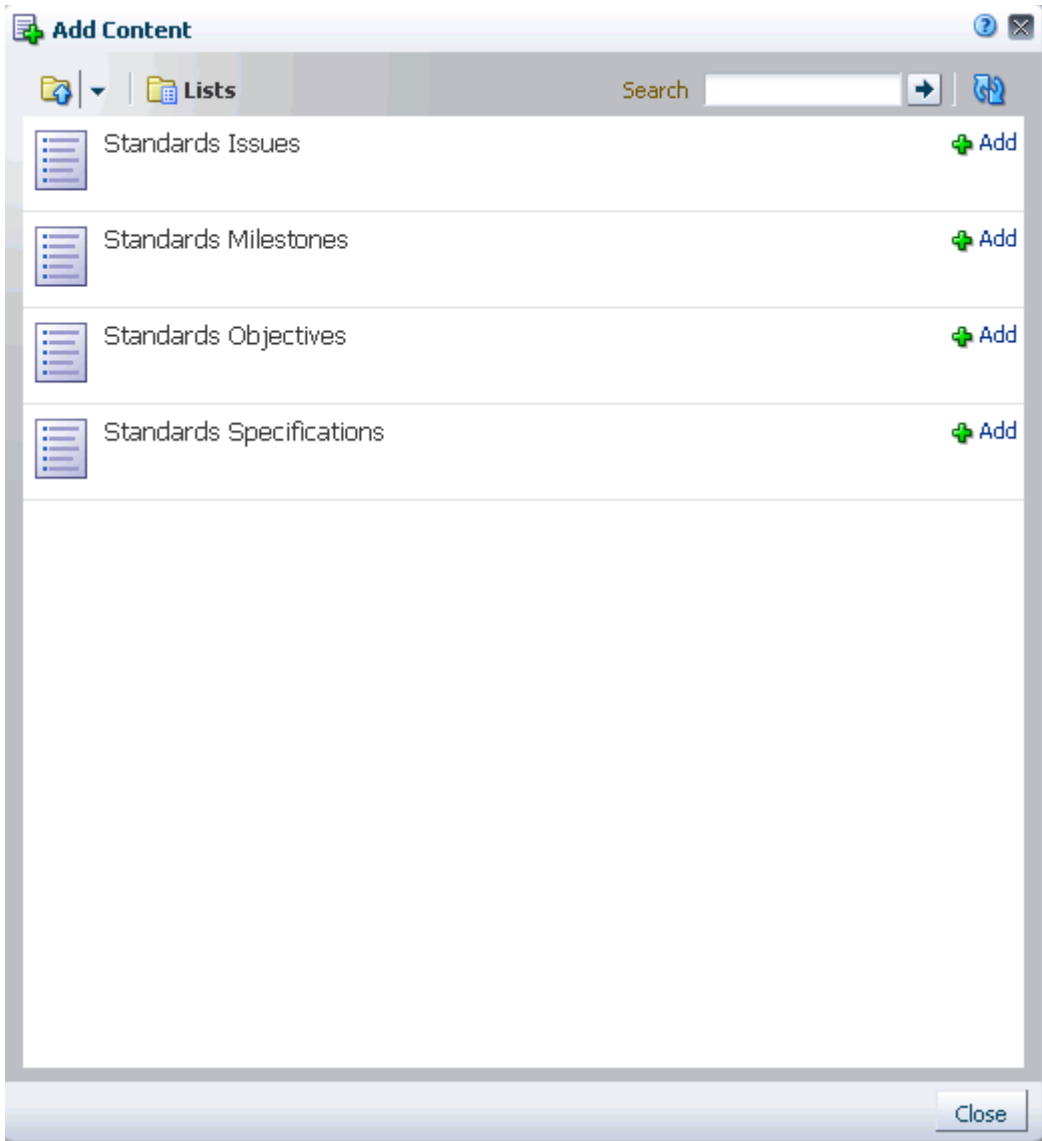 Add Content
Lists
Search
Standards Issues Add
Standards Milestones Add
Standards Objectives Add
Standards Specifications Add
Close